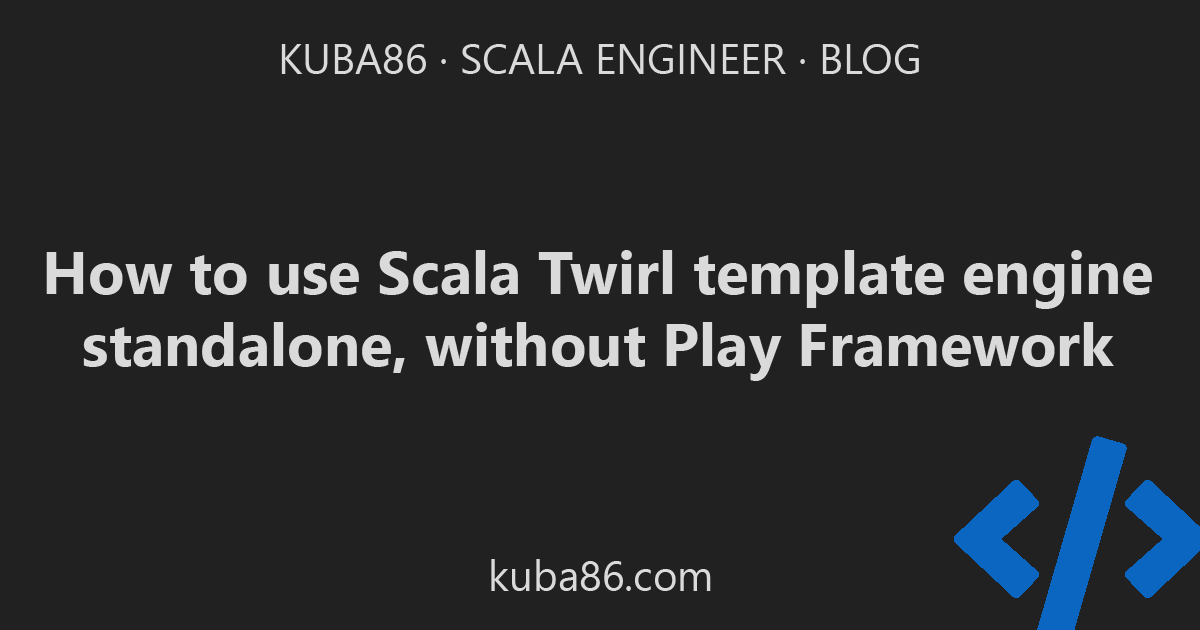 KUBA86 · SCALA ENGINEER · BLOG
How to use Scala Twirl template engine
standalone, without Play Framework
kuba86.com